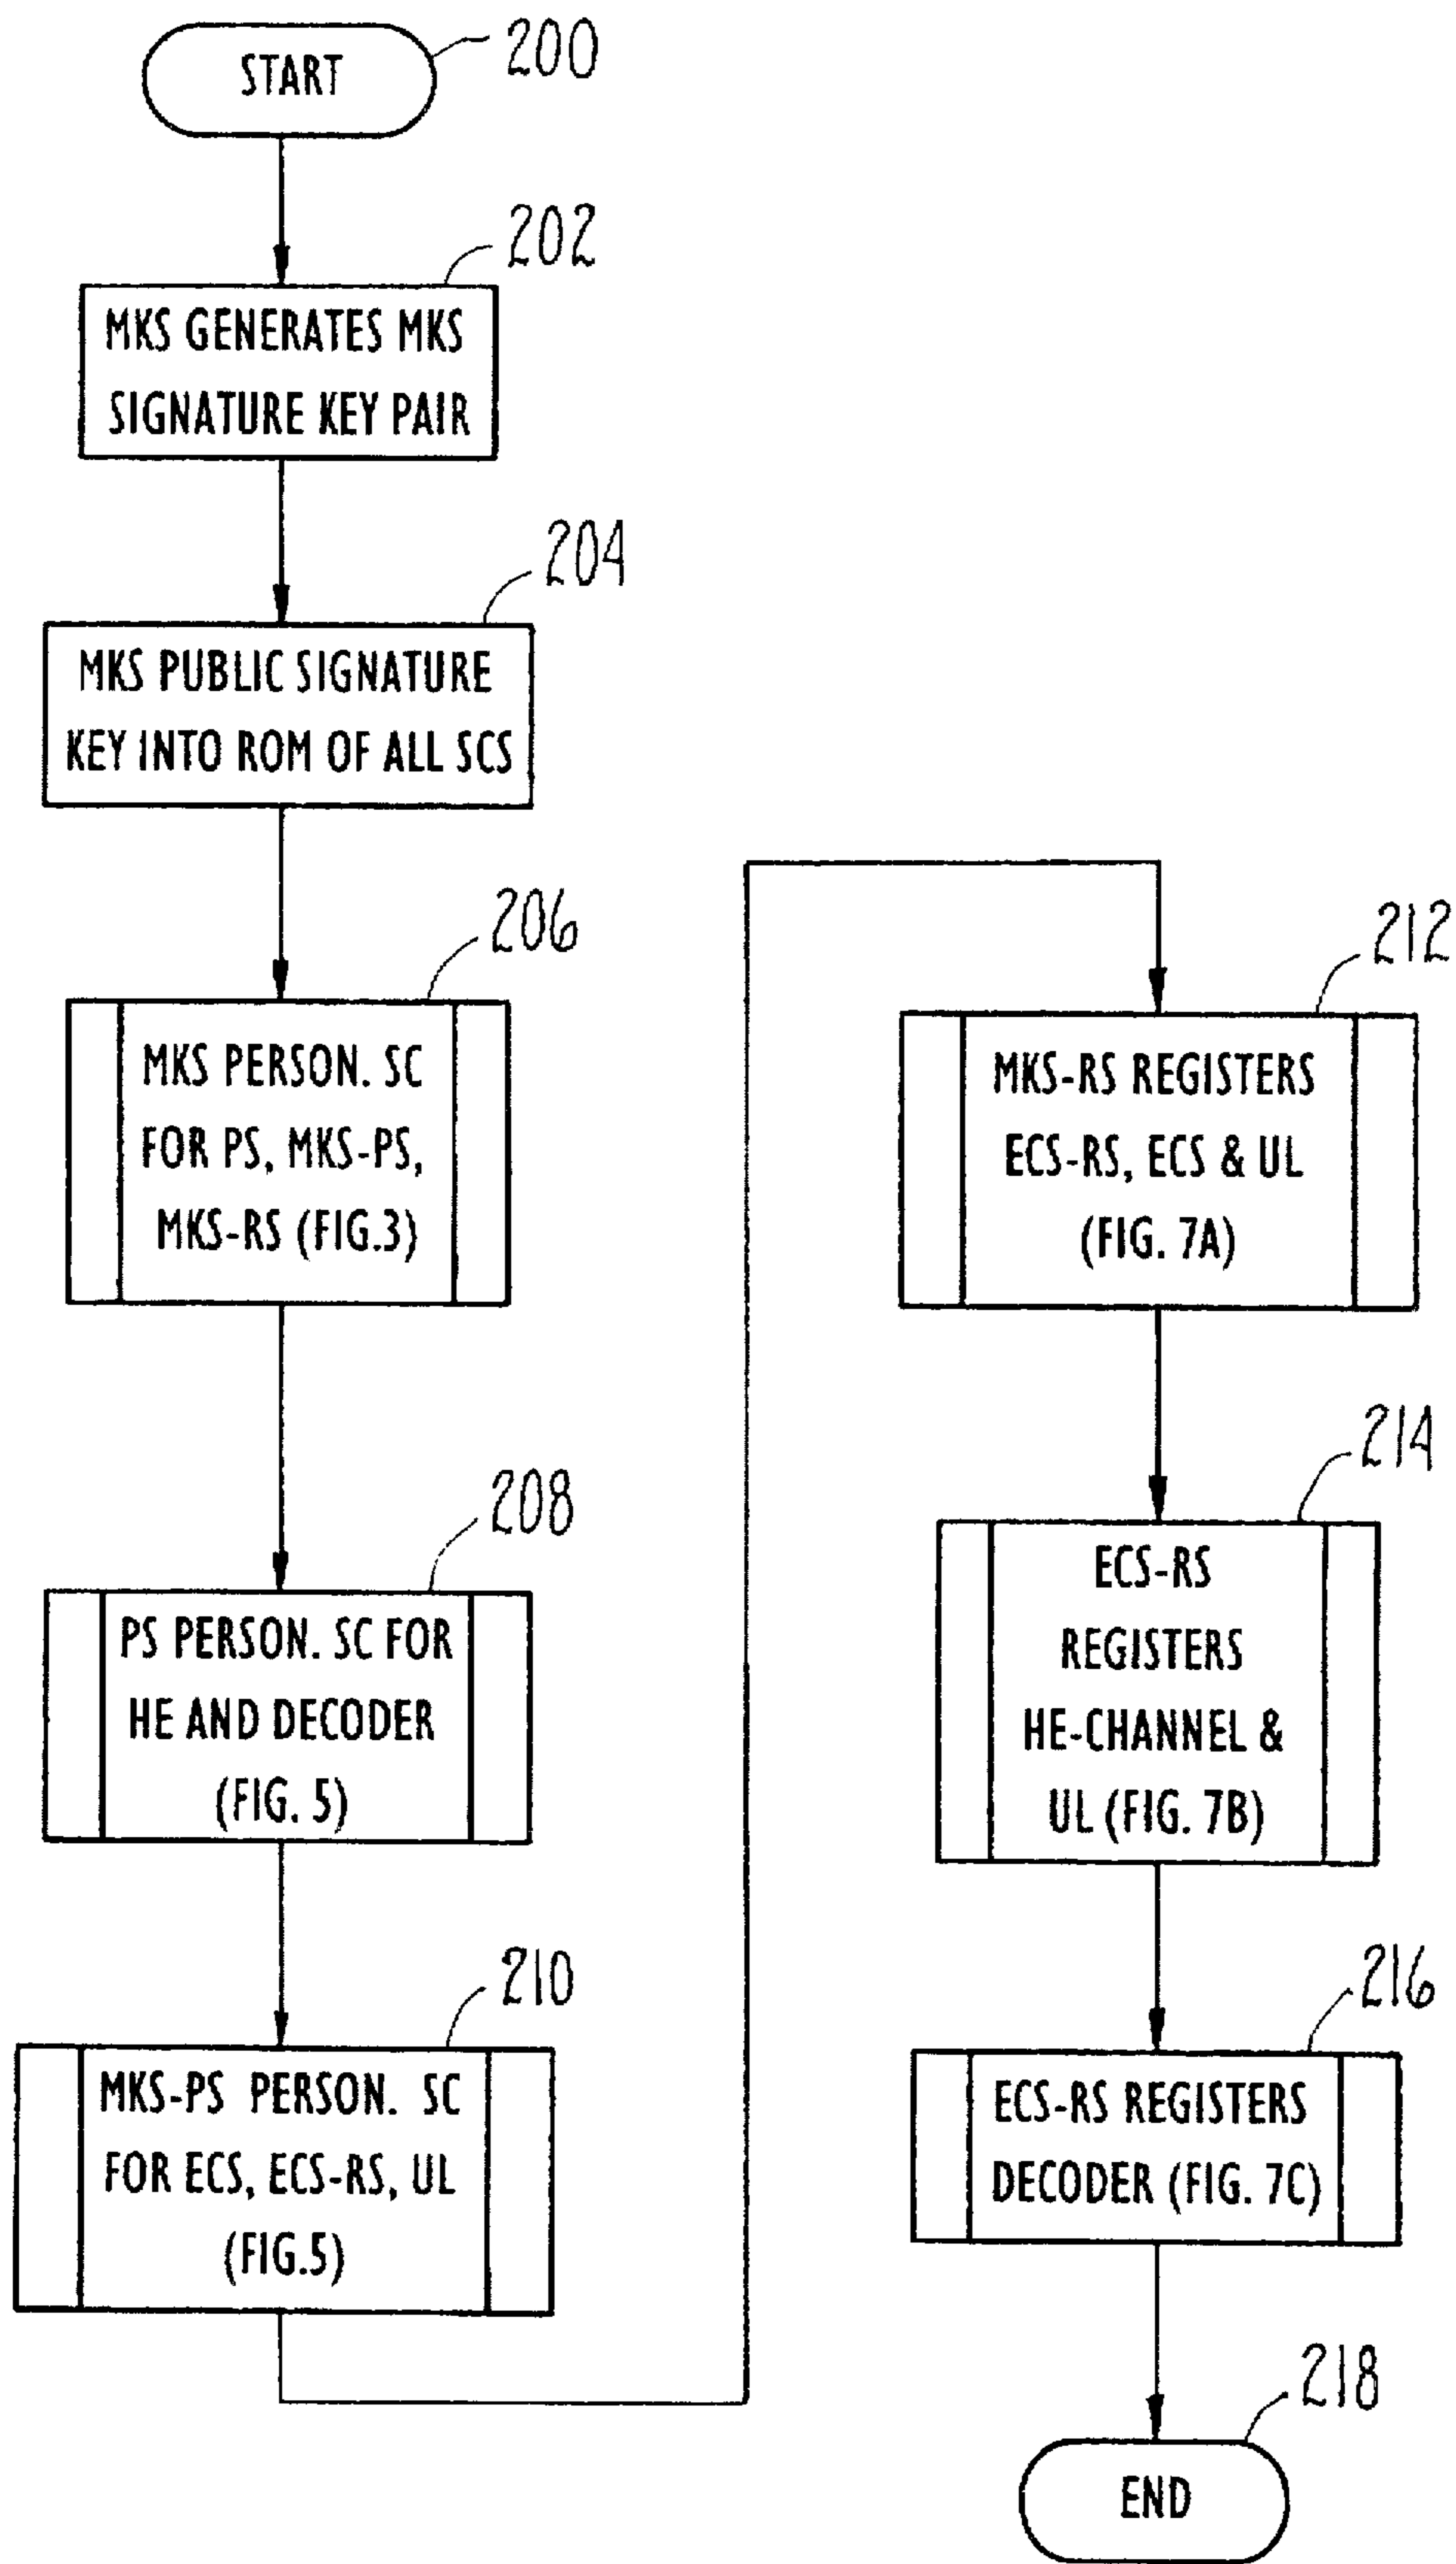 START
200
202
MKS GENERATES MKS
SIGNATURE KEY PAIR
204
MKS PUBLIC SIGNATURE
KEY INTO ROM OF ALL SCS
206
MKS PERSON. SC
FOR PS, MKS-PS,
MKS-RS (FIG.3)
208
PS PERSON. SC FOR
HE AND DECODER
(FIG. 5)
210
MKS-PS PERSON. SC
FOR ECS, ECS-RS, UL
(FIG.5)
212
MKS-RS REGISTERS
ECS-RS, ECS & UL
(FIG. 7A)
214
ECS-RS
REGISTERS
HE-CHANNEL &
UL (FIG. 7B)
216
ECS-RS REGISTERS
DECODER (FIG. 7C)
218
END